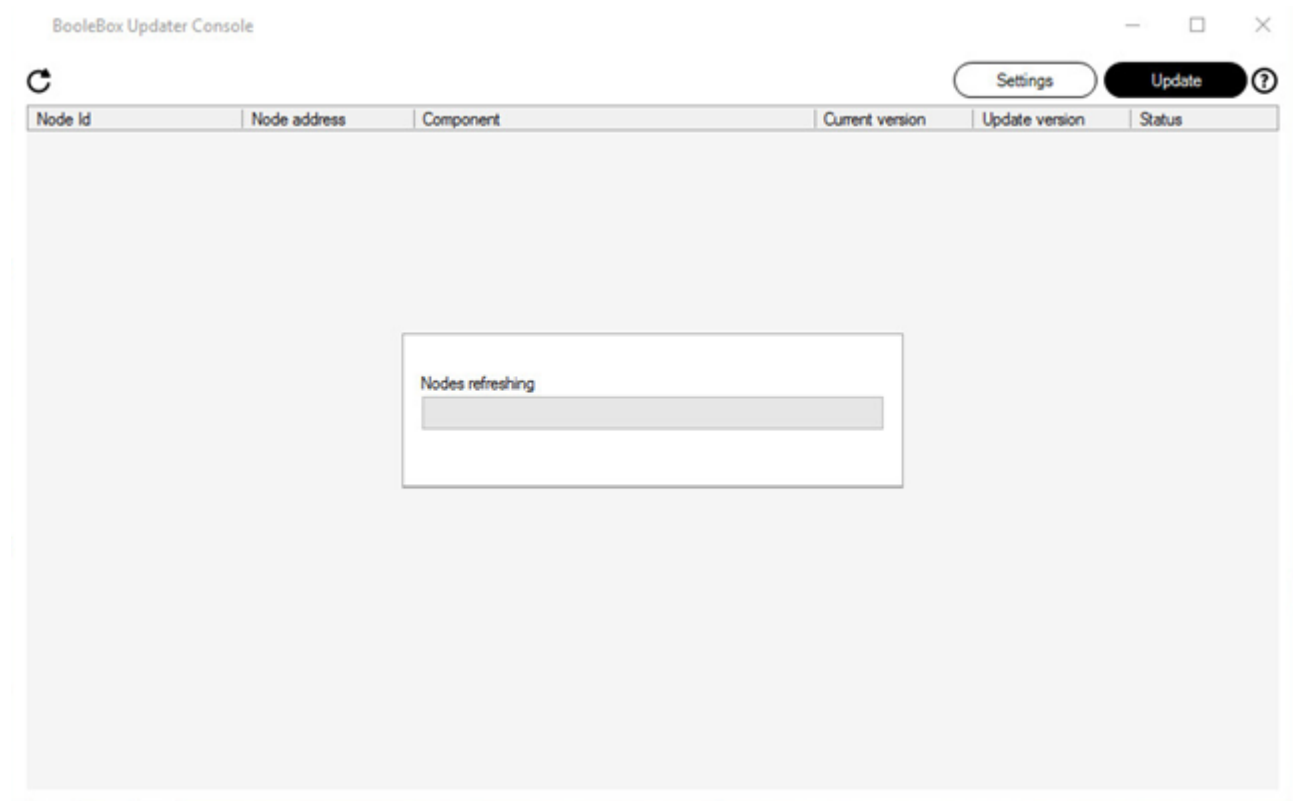 BooleBox Updater Console
Settings Update ?
Node Id Node address Component Current version Update version Status
Nodes refreshing